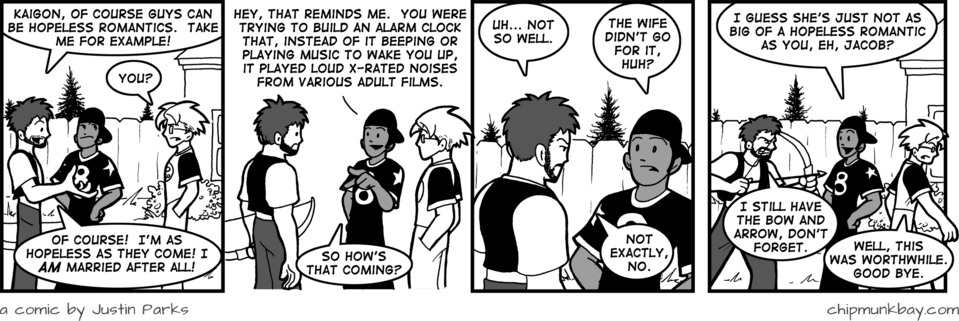 KAIGON, OF COURSE GUYS CAN
BE HOPELESS ROMANTICS. TAKE
ME FOR EXAMPLE!
YOU?
OF COURSE! I'M AS
HOPELESS AS THEY COME! I
AM MARRIED AFTER ALL!
HEY, THAT REMINDS ME. YOU WERE
TRYING TO BUILD AN ALARM CLOCK
THAT, INSTEAD OF IT BEEPING OR
PLAYING MUSIC TO WAKE YOU UP,
IT PLAYED LOUD X-RATED NOISES
FROM VARIOUS ADULT FILMS.
SO HOW'S
THAT COMING?
UH... NOT
SO WELL.
THE WIFE
DIDN'T GO
FOR IT,
HUH?
NOT
EXACTLY,
NO.
I GUESS SHE'S JUST NOT AS
BIG OF A HOPELESS ROMANTIC
AS YOU, EH, JACOB?
I STILL HAVE
THE BOW AND
ARROW, DON'T
FORGET.
WELL, THIS
WAS WORTHWHILE.
GOOD BYE.
8
a comic by Justin Parks
chipmunkbay.com